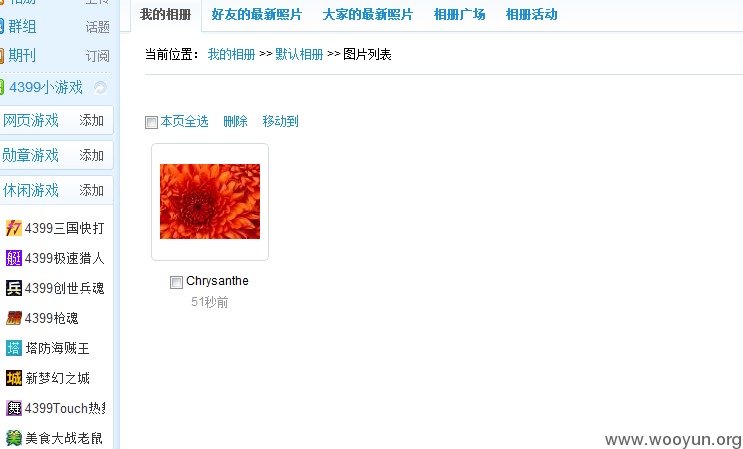 相册
上传
群组
话题
期刊
订阅
4399小游戏
网页游戏
添加
勋章游戏
添加
休闲游戏
添加
4399三国快打
4399极速猎人
4399创世兵魂
4399枪魂
塔防海贼王
新梦幻之城
4399Touch热舞
美食大战老鼠
我的相册 好友的最新照片 大家的最新照片 相册广场 相册活动
当前位置： 我的相册 >> 默认相册 >> 图片列表
本页全选 删除 移动到
Chrysanthe
51秒前
www.wooyun.org